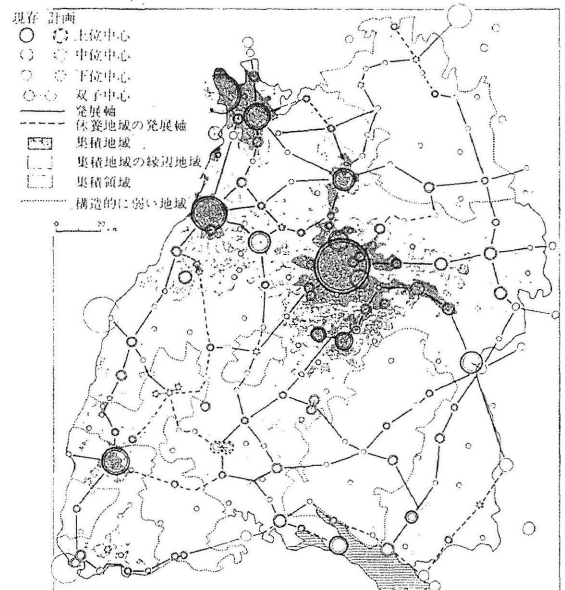 現在 計画
上位中心
中位中心
下位中心
双子中心
発展軸
休養地域の発展軸
集積地域
集積地域の縁辺地域
集積領域
構造的に弱い地域
0